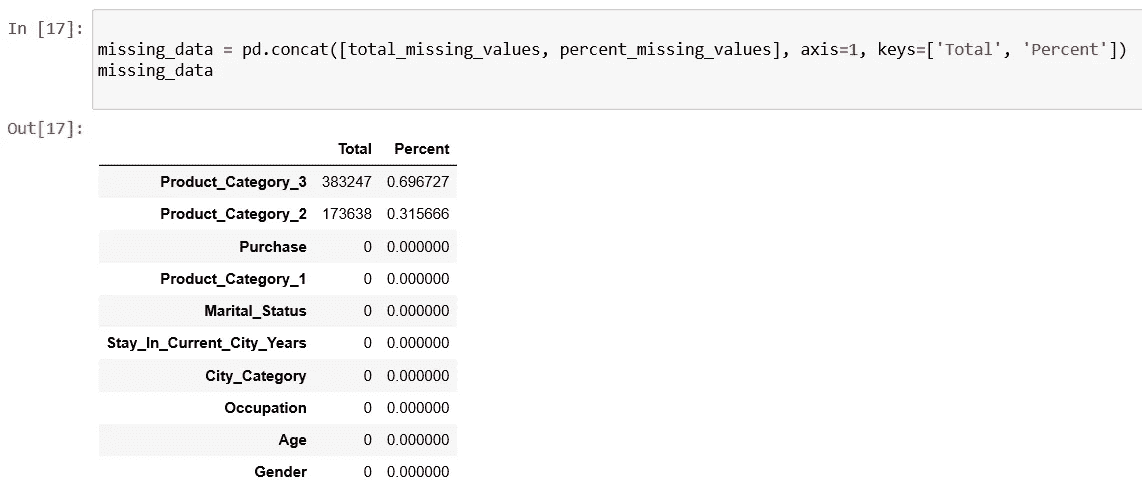 In [17]:
missing_data = pd.concat([total_missing_values, percent_missing_values], axis=1, keys=['Total', 'Percent'])
missing_data
Out[17]:
Total Percent
Product_Category_3 383247 0.696727
Product_Category_2 173638 0.315666
Purchase 0 0.000000
Product_Category_1 0 0.000000
Marital_Status 0 0.000000
Stay_In_Current_City_Years 0 0.000000
City_Category 0 0.000000
Occupation 0 0.000000
Age 0 0.000000
Gender 0 0.000000